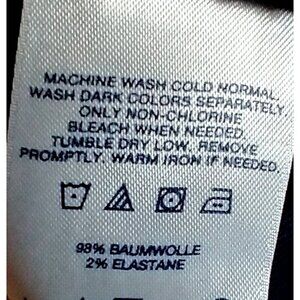 MACHINE WASH COLD NORMAL.
WASH DARK COLORS SEPARATELY.
ONLY NON-CHLORINE
BLEACH WHEN NEEDED.
TUMBLE DRY LOW. REMOVE
PROMPTLY. WARM IRON IF NEEDED.
98% BAUMWOLLE
2% ELASTANE